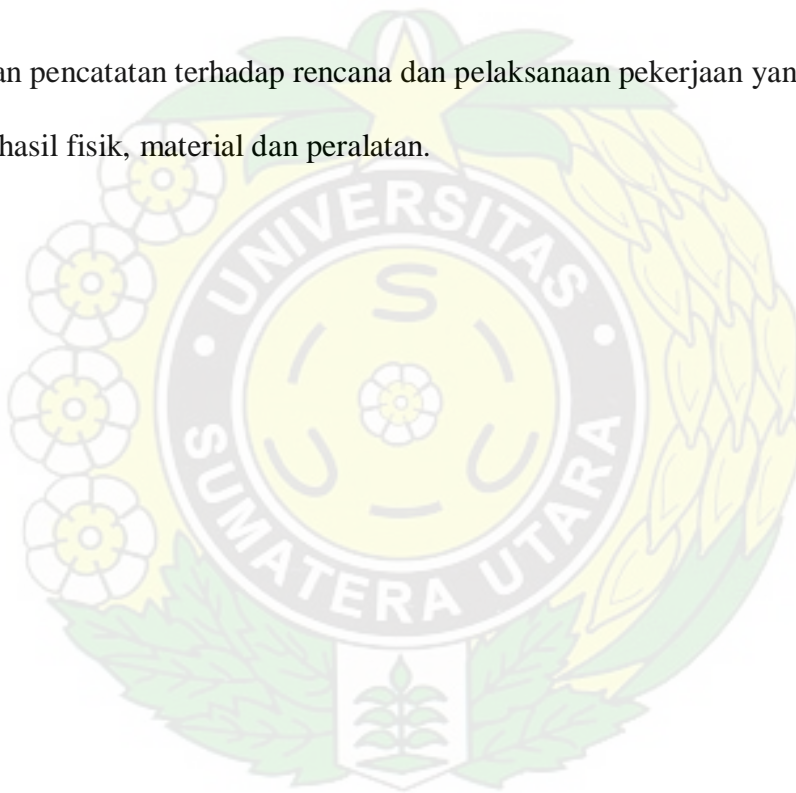 an pencatatan terhadap rencana dan pelaksanaan pekerjaan yan
hasil fisik, material dan peralatan.
UNIVERSITAS
S
U U
SUMATERA UTARA